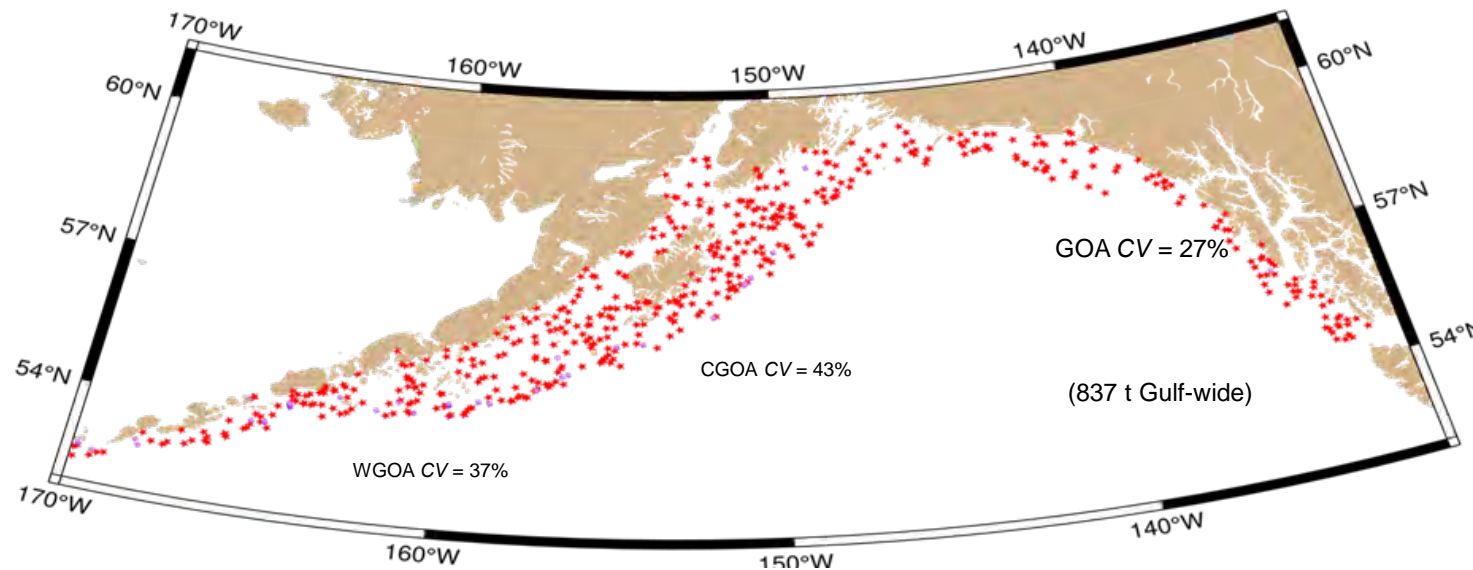 170°W
160°W
150°W
140°W
60°N
60°N
57°N
57°N
GOA CV = 27%
54°N
54°N
CGOA CV = 43%
(837 t Gulf-wide)
WGOA CV = 37%
170°W
160°W
150°W
140°W